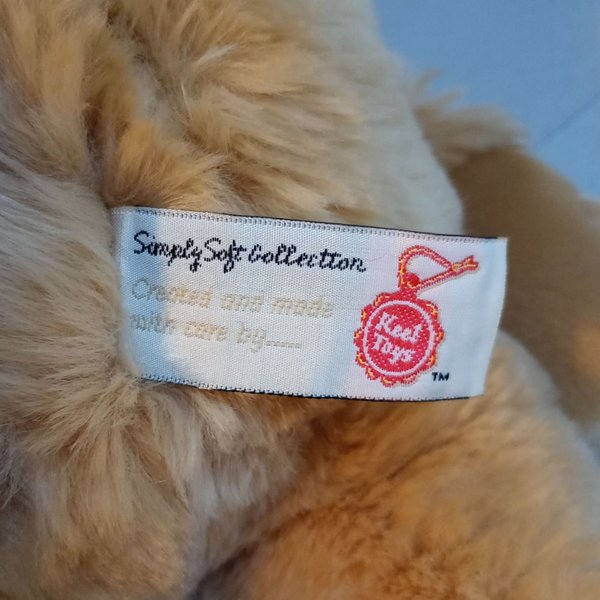 Simply Soft Collection
Created and made
with care by.....
Keel
Toys
TM